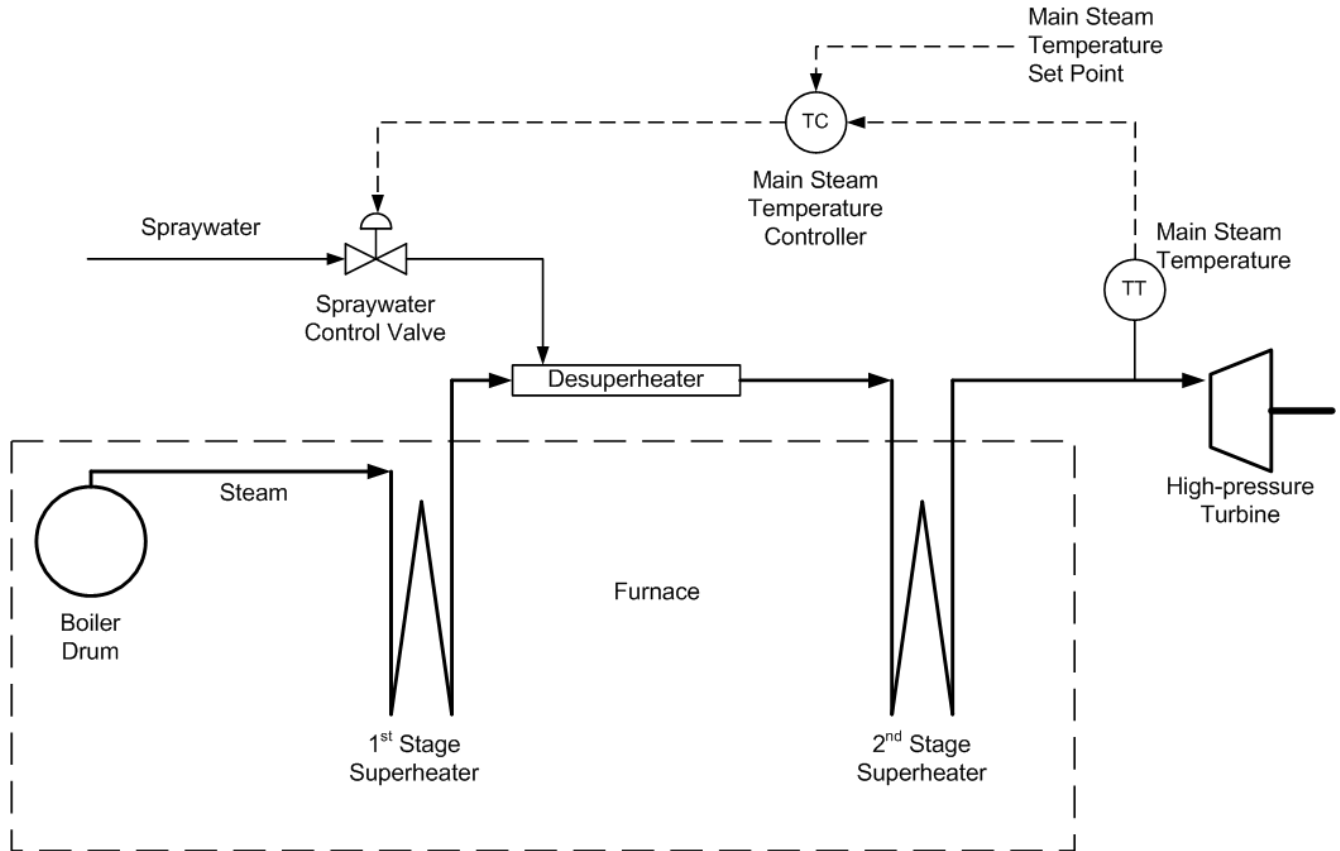 Main Steam
Temperature
Set Point
TC
Main Steam
Temperature
Controller
Spraywater
Main Steam
Temperature
TT
Spraywater
Control Valve
Desuperheater
Steam
High-pressure
Turbine
Furnace
Boiler
Drum
1st Stage
Superheater
2nd Stage
Superheater